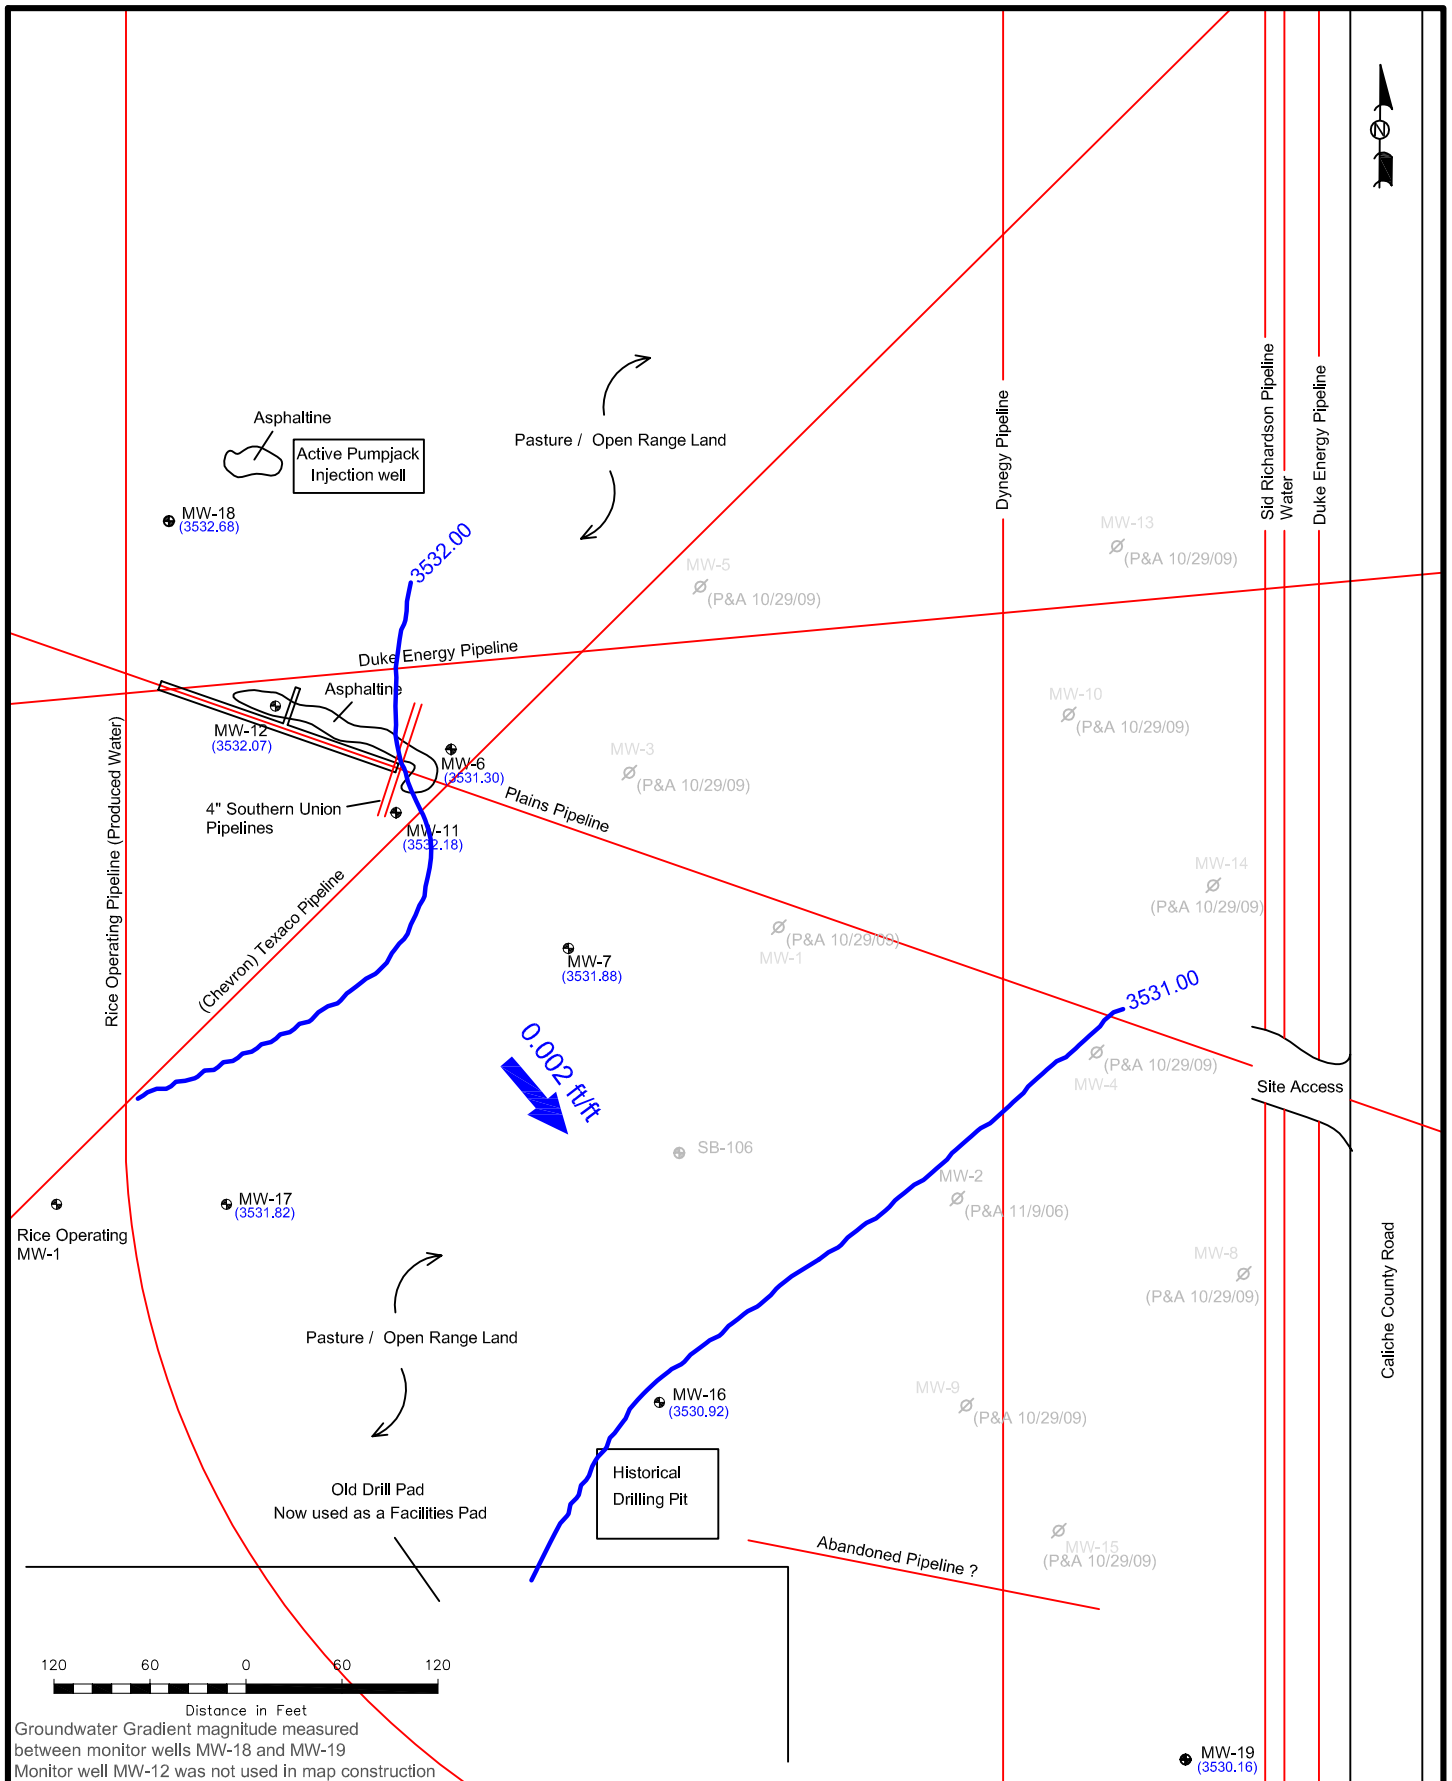 N
Asphaltine
Active Pumpjack
Injection well
Pasture / Open Range Land
MW-18
(3532.68)
3532.00
Dynegy Pipeline
Sid Richardson Pipeline
Water
Duke Energy Pipeline
MW-13
(P&A 10/29/09)
MW-5
(P&A 10/29/09)
Duke Energy Pipeline
Asphaltine
MW-12
(3532.07)
MW-6
(3531.30)
MW-3
(P&A 10/29/09)
MW-10
(P&A 10/29/09)
4" Southern Union
Pipelines
MW-11
(3532.18)
Plains Pipeline
Rice Operating Pipeline (Produced Water)
(Chevron) Texaco Pipeline
MW-14
(P&A 10/29/09)
(P&A 10/29/09)
MW-1
MW-7
(3531.88)
3531.00
0.002 ft/ft
(P&A 10/29/09)
MW-4
Site Access
SB-106
MW-2
(P&A 11/9/06)
MW-17
(3531.82)
Rice Operating
MW-1
MW-8
(P&A 10/29/09)
Caliche County Road
Pasture / Open Range Land
MW-16
(3530.92)
MW-9
(P&A 10/29/09)
Historical
Drilling Pit
Old Drill Pad
Now used as a Facilities Pad
Abandoned Pipeline ?
MW-15
(P&A 10/29/09)
120 60 0 60 120
Distance in Feet
Groundwater Gradient magnitude measured
between monitor wells MW-18 and MW-19
Monitor well MW-12 was not used in map construction
MW-19
(3530.16)